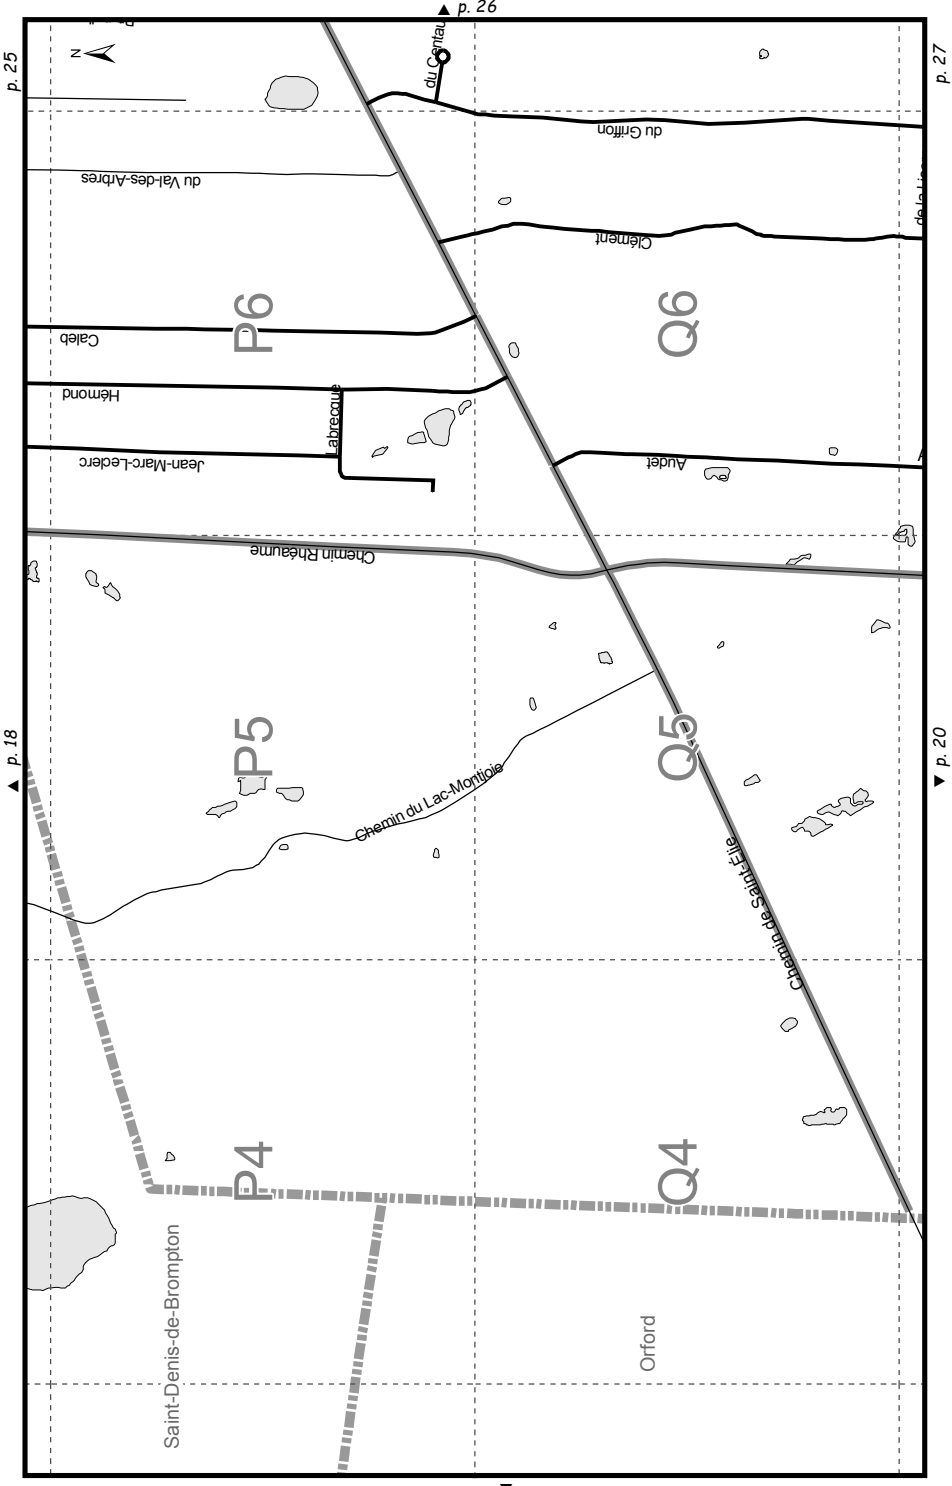 ▲ p. 26
p. 25
p. 27
N
du Centau
du Griffon
du Val-des-Arbres
Clément
P6
Q6
Caleb
Hémond
Labrecque
Jean-Marc-Leclerc
Audet
Chemin Rhéaume
P5
Q5
▲ p. 18
p. 20 ▼
Chemin du Lac-Montjoie
Chemin de Saint-Élie
P4
Q4
Saint-Denis-de-Brompton
Orford